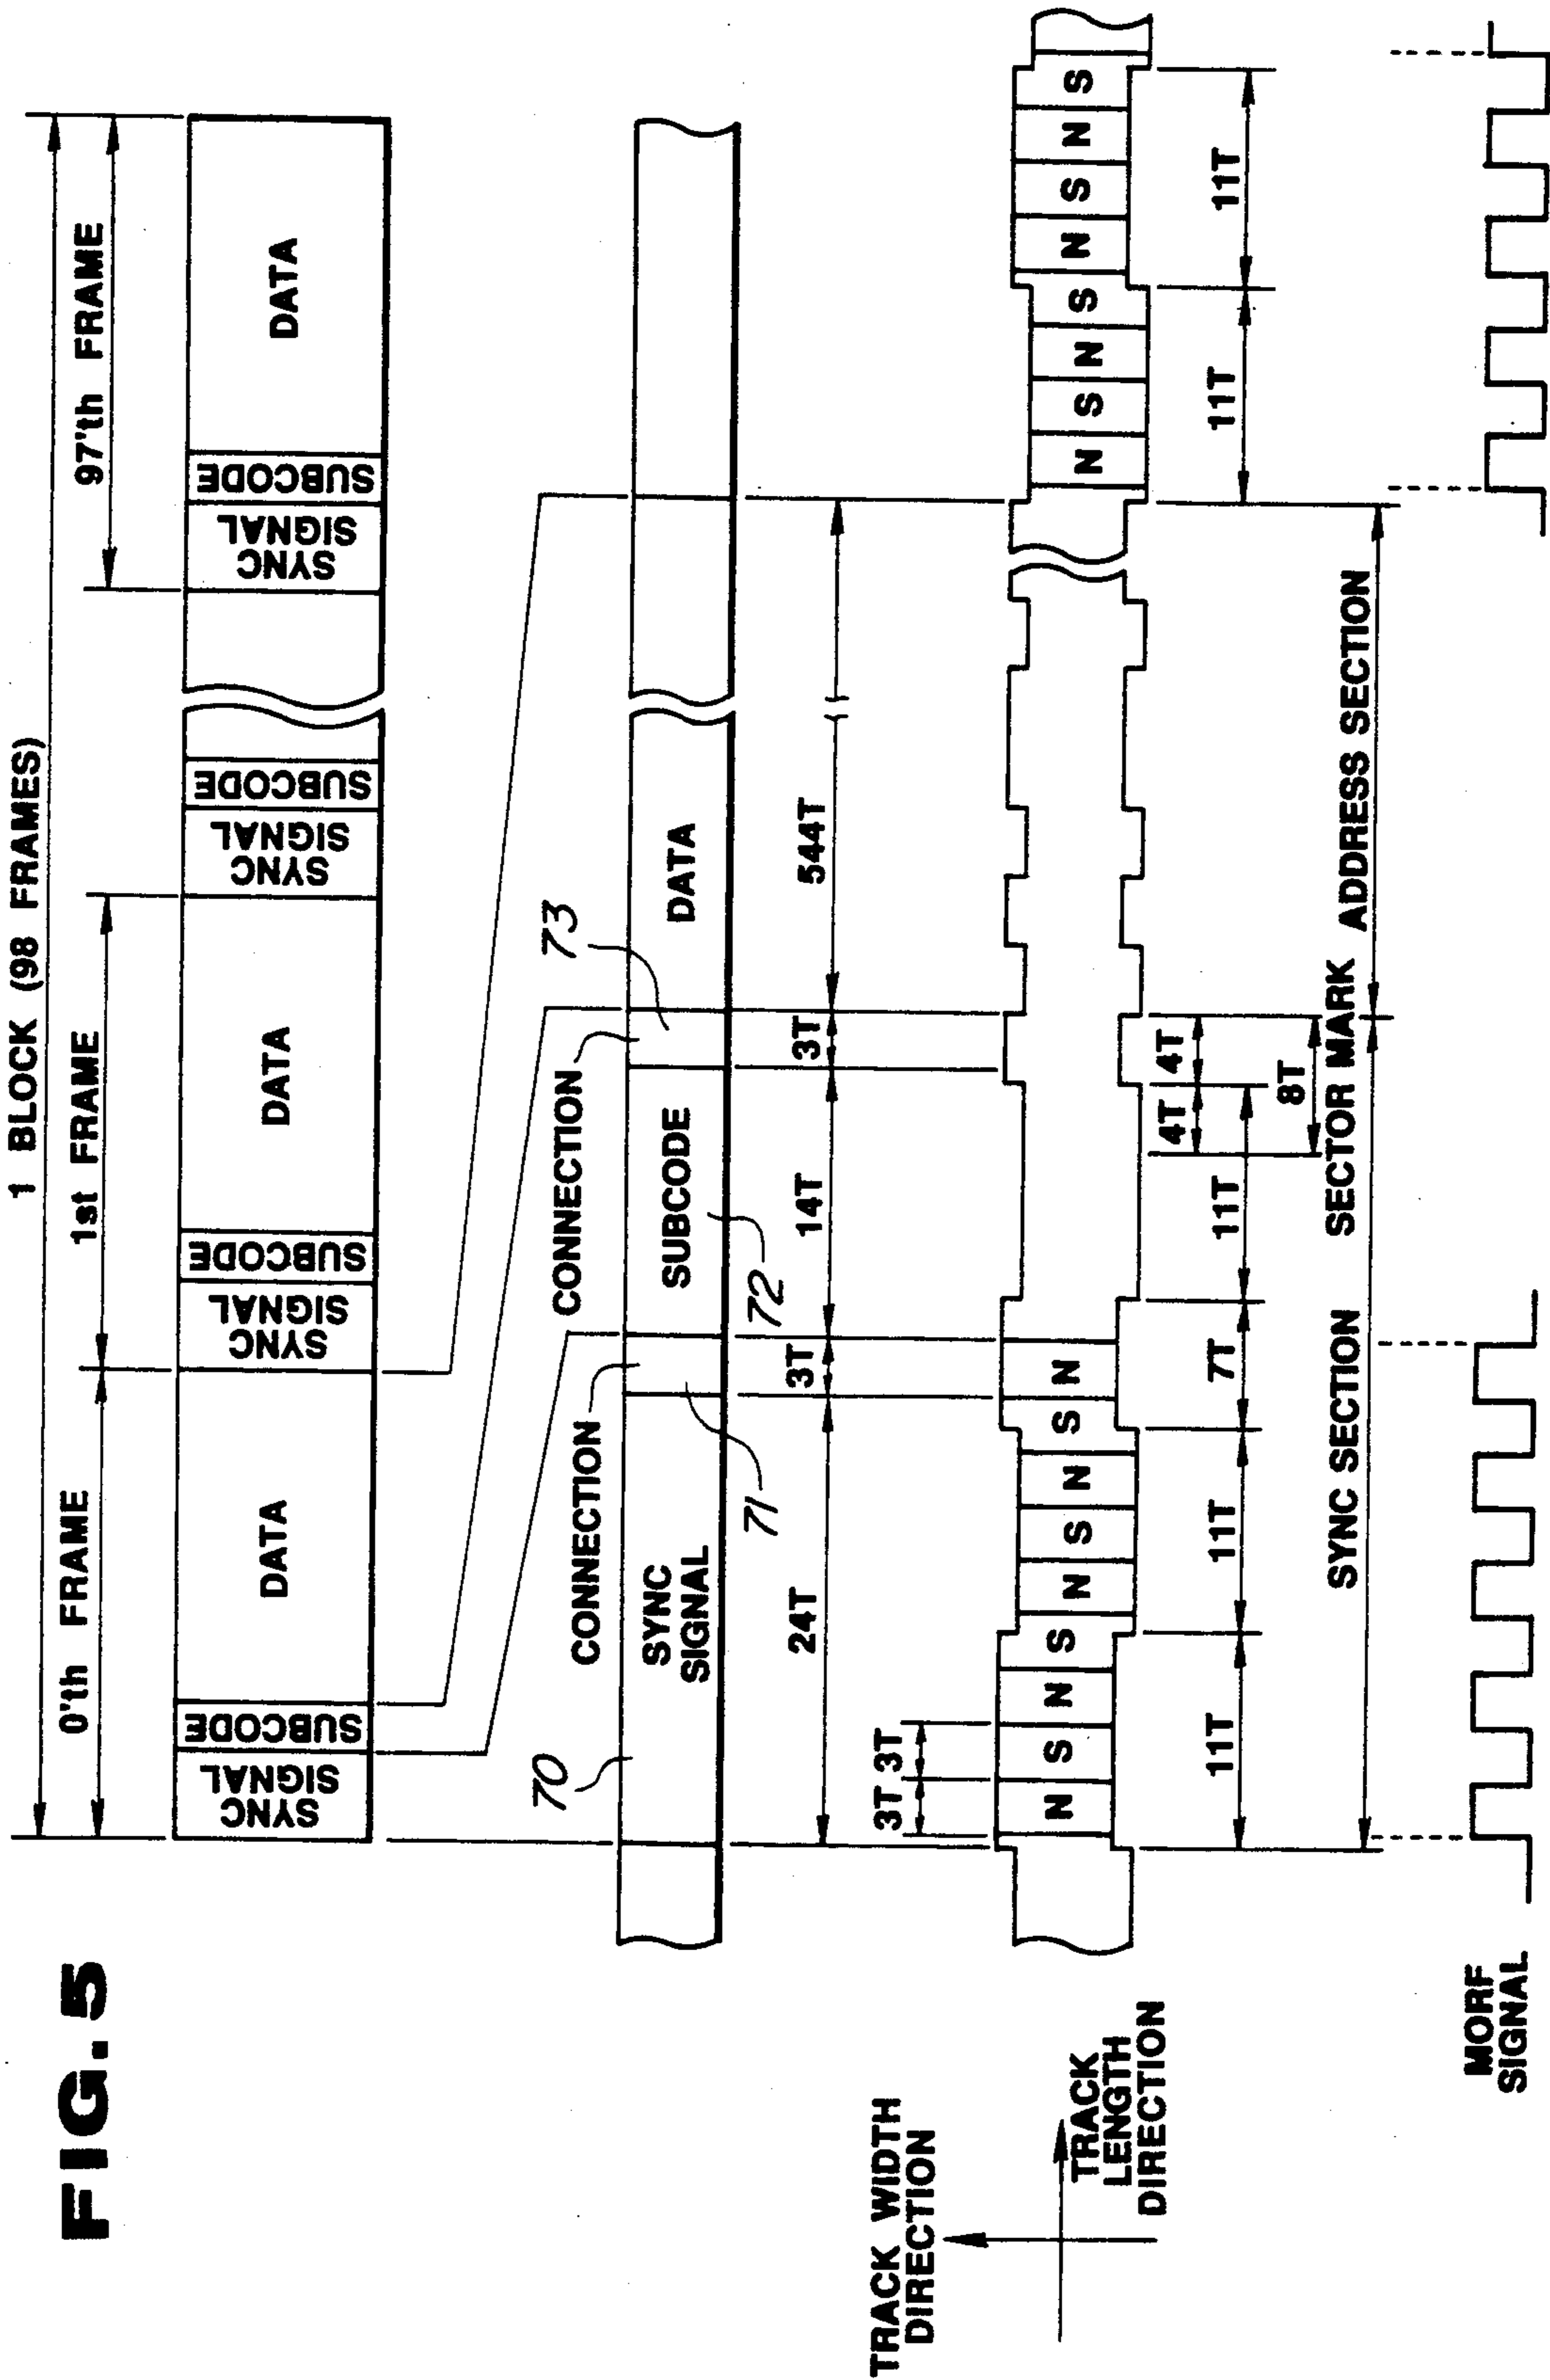 FIG.5
1 BLOCK (98 FRAMES)
0'th FRAME
1st FRAME
97'th FRAME
SYNC
SIGNAL
SUBCODE
DATA
SYNC
SIGNAL
SUBCODE
DATA
SYNC
SIGNAL
SUBCODE
SYNC
SIGNAL
SUBCODE
DATA
70
CONNECTION
CONNECTION
73
SYNC
SIGNAL
SUBCODE
DATA
71
72
24T
3T
14T
3T
544T
TRACK WIDTH
DIRECTION
TRACK
LENGTH
DIRECTION
3T 3T
N S N S N S N S N
N S N S N S N S
11T
11T
7T
11T
4T
4T
8T
11T
11T
SYNC SECTION
SECTOR MARK
ADDRESS SECTION
MORF
SIGNAL